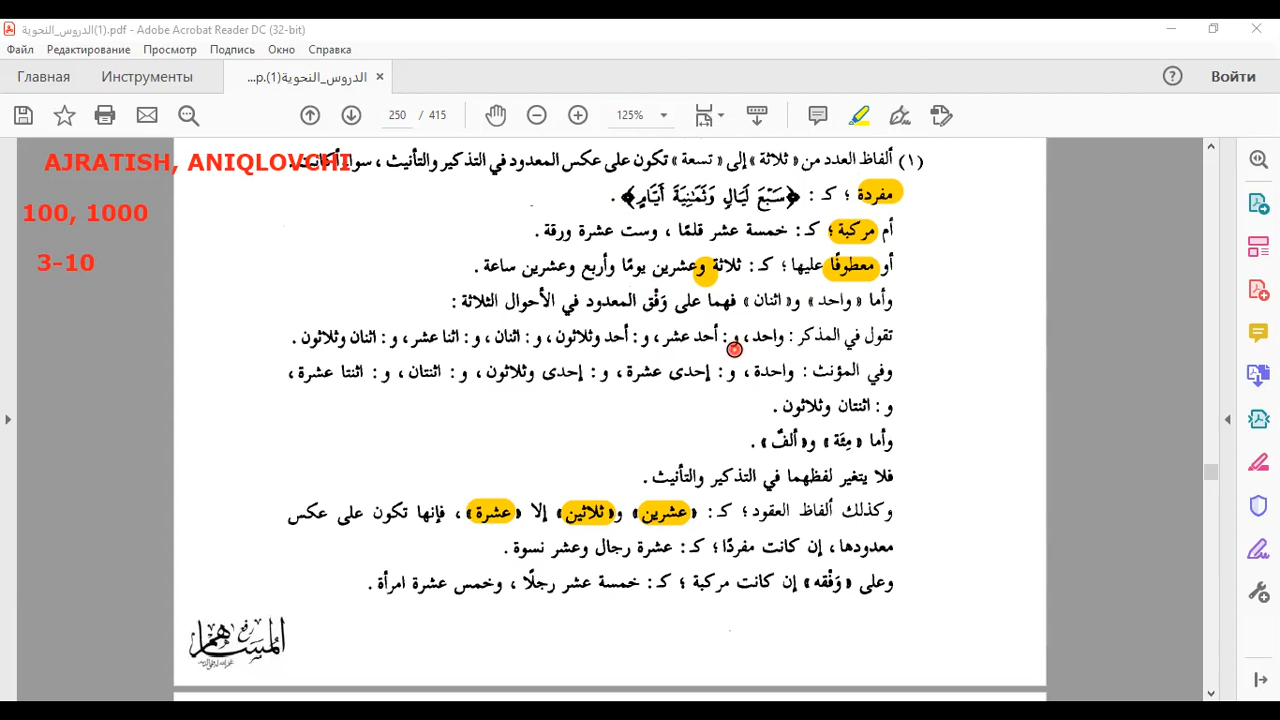 الدروس_النحوية(1).pdf - Adobe Acrobat Reader DC (32-bit)
Файл Редактирование Просмотр Подпись Окно Справка
Главная Инструменты الدروس_النحوية(1).p... × Войти
250 / 415 125%
AJRATISH, ANIQLOVCHI
100, 1000
3-10
(١) ألفاظ العدد من «ثلاثة» إلى «تسعة» تكون على عكس المعدود في التذكير والتأنيث، سواء أكانت:
مفردة؛ كـ: ﴿سَبْعَ لَيَالٍ وَثَمَٰنِيَةَ أَيَّامٍ﴾.
أم مركبة؛ كـ: خمسة عشر قلمًا، وست عشرة ورقة.
أو معطوفًا عليها؛ كـ: ثلاثة وعشرين يومًا وأربع وعشرين ساعة.
وأما «واحد» و«اثنان» فهما على وَفْق المعدود في الأحوال الثلاثة:
تقول في المذكر: واحد، و: أحد عشر، و: أحد وثلاثون، و: اثنان، و: اثنا عشر، و: اثنان وثلاثون.
وفي المؤنث: واحدة، و: إحدى عشرة، و: إحدى وثلاثون، و: اثنتان، و: اثنتا عشرة،
و: اثنتان وثلاثون.
وأما «مِئَة» و«ألفٌ».
فلا يتغير لفظهما في التذكير والتأنيث.
وكذلك ألفاظ العقود؛ كـ: «عشرين» و«ثلاثين» إلا «عشرة»، فإنها تكون على عكس
معدودها، إن كانت مفردًا؛ كـ: عشرة رجال وعشر نسوة.
وعلى «وَفْقه» إن كانت مركبة؛ كـ: خمسة عشر رجلًا، وخمس عشرة امرأة.